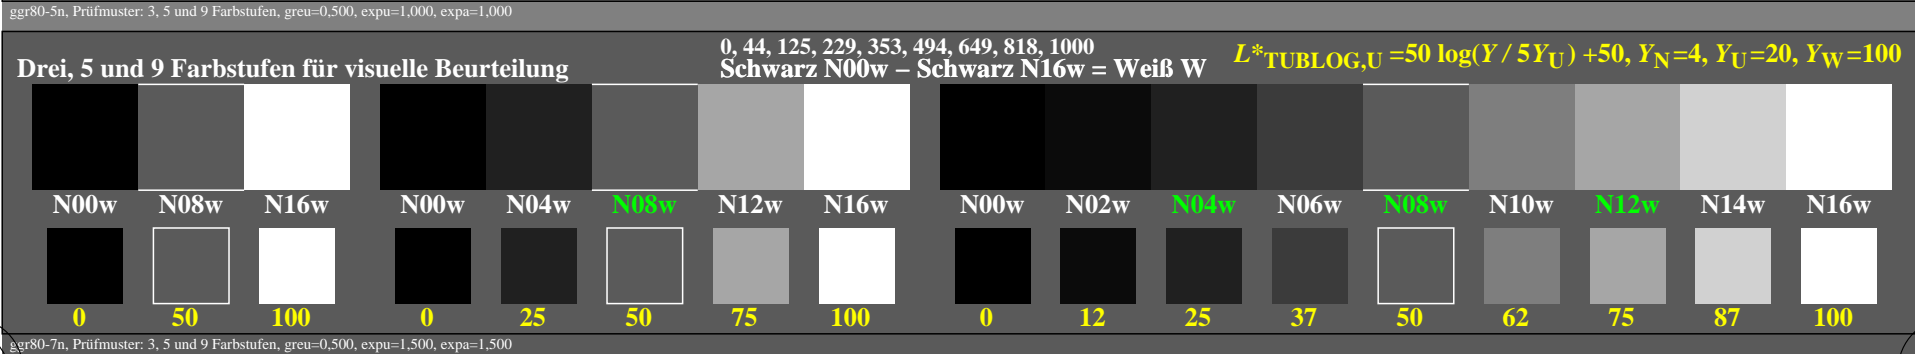 ggr80-5n, Prüfmuster: 3, 5 und 9 Farbstufen, greu=0,500, expu=1,000, expa=1,000
Drei, 5 und 9 Farbstufen für visuelle Beurteilung
0, 44, 125, 229, 353, 494, 649, 818, 1000
Schwarz N00w – Schwarz N16w = Weiß W
L*TUBLOG,U =50 log(Y / 5YU) +50, YN=4, YU=20, YW=100
N00w N08w N16w N00w N04w N08w N12w N16w N00w N02w N04w N06w N08w N10w N12w N14w N16w
0 50 100 0 25 50 75 100 0 12 25 37 50 62 75 87 100
ggr80-7n, Prüfmuster: 3, 5 und 9 Farbstufen, greu=0,500, expu=1,500, expa=1,500